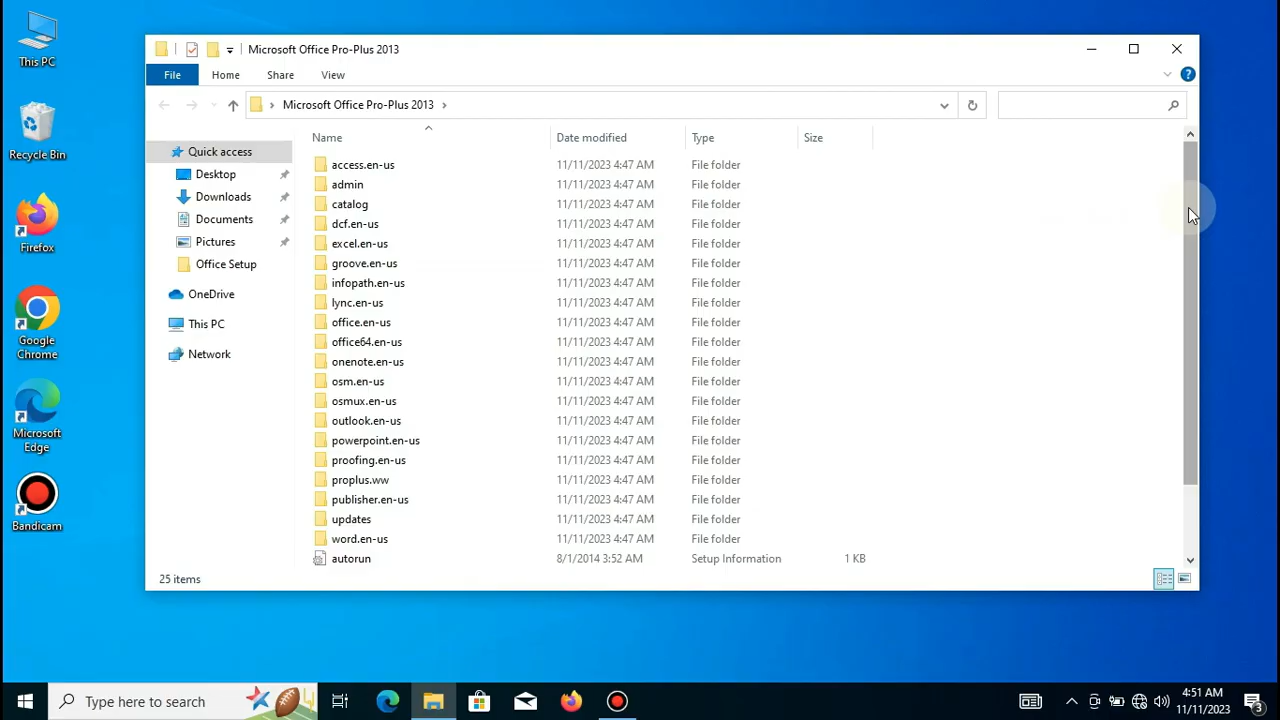 This PC
Recycle Bin
Firefox
Google
Chrome
Microsoft
Edge
Bandicam
Microsoft Office Pro-Plus 2013
File Home Share View
Microsoft Office Pro-Plus 2013
Name Date modified Type Size
Quick access
Desktop
Downloads
Documents
Pictures
Office Setup
OneDrive
This PC
Network
access.en-us 11/11/2023 4:47 AM File folder
admin 11/11/2023 4:47 AM File folder
catalog 11/11/2023 4:47 AM File folder
dcf.en-us 11/11/2023 4:47 AM File folder
excel.en-us 11/11/2023 4:47 AM File folder
groove.en-us 11/11/2023 4:47 AM File folder
infopath.en-us 11/11/2023 4:47 AM File folder
lync.en-us 11/11/2023 4:47 AM File folder
office.en-us 11/11/2023 4:47 AM File folder
office64.en-us 11/11/2023 4:47 AM File folder
onenote.en-us 11/11/2023 4:47 AM File folder
osm.en-us 11/11/2023 4:47 AM File folder
osmux.en-us 11/11/2023 4:47 AM File folder
outlook.en-us 11/11/2023 4:47 AM File folder
powerpoint.en-us 11/11/2023 4:47 AM File folder
proofing.en-us 11/11/2023 4:47 AM File folder
proplus.ww 11/11/2023 4:47 AM File folder
publisher.en-us 11/11/2023 4:47 AM File folder
updates 11/11/2023 4:47 AM File folder
word.en-us 11/11/2023 4:47 AM File folder
autorun 8/1/2014 3:52 AM Setup Information 1 KB
25 items
Type here to search
4:51 AM
11/11/2023
3